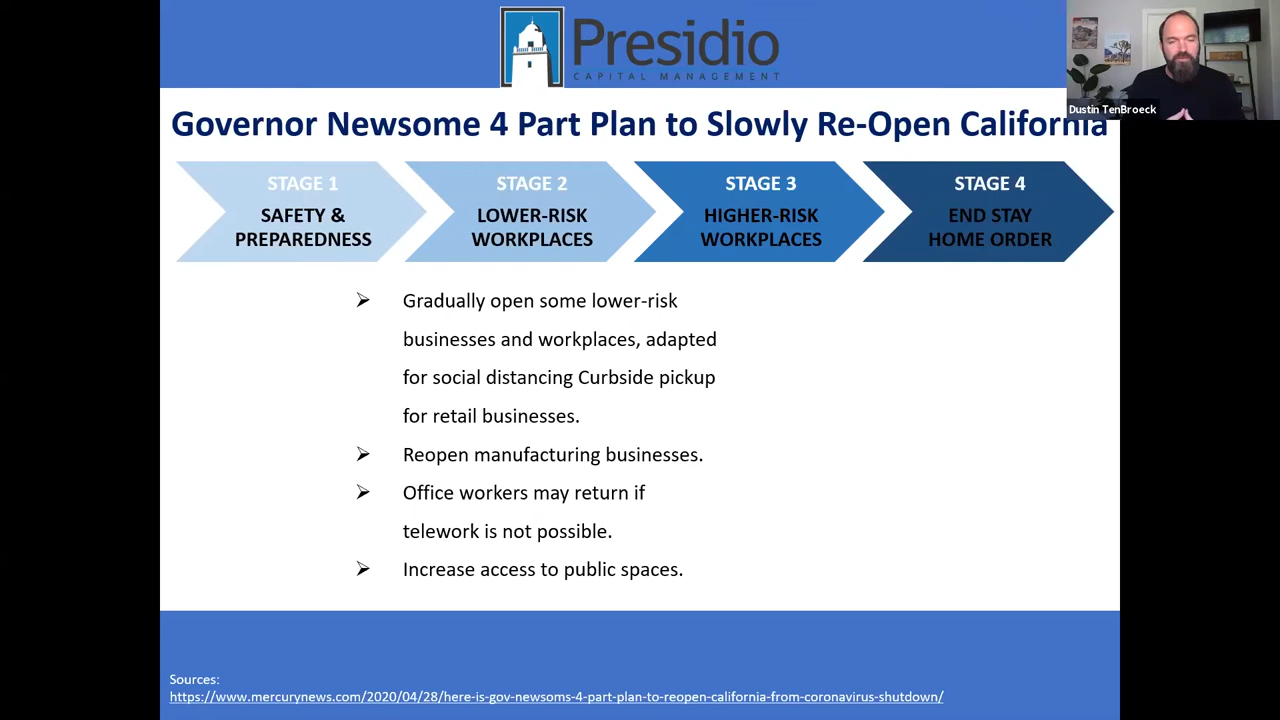 Presidio
CAPITAL MANAGEMENT
Dustin TenBroeck
Governor Newsome 4 Part Plan to Slowly Re-Open California
STAGE 1
SAFETY &
PREPAREDNESS
STAGE 2
LOWER-RISK
WORKPLACES
STAGE 3
HIGHER-RISK
WORKPLACES
STAGE 4
END STAY
HOME ORDER
➢ Gradually open some lower-risk
businesses and workplaces, adapted
for social distancing Curbside pickup
for retail businesses.
➢ Reopen manufacturing businesses.
➢ Office workers may return if
telework is not possible.
➢ Increase access to public spaces.
Sources:
https://www.mercurynews.com/2020/04/28/here-is-gov-newsoms-4-part-plan-to-reopen-california-from-coronavirus-shutdown/